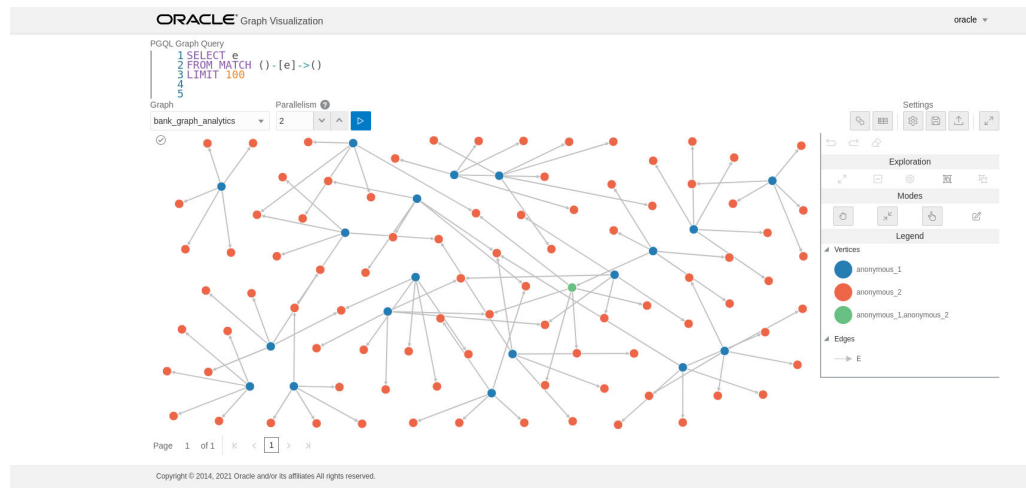 ORACLE® Graph Visualization
oracle
PGQL Graph Query
1 SELECT e
2 FROM MATCH ()-[e]->()
3 LIMIT 100
4
5
Graph
Parallelism ?
Settings
bank_graph_analytics
2
Exploration
Modes
Legend
Vertices
anonymous_1
anonymous_2
anonymous_1,anonymous_2
Edges
E
Page 1 of 1 K < 1 > >|
Copyright © 2014, 2021 Oracle and/or its affiliates All rights reserved.